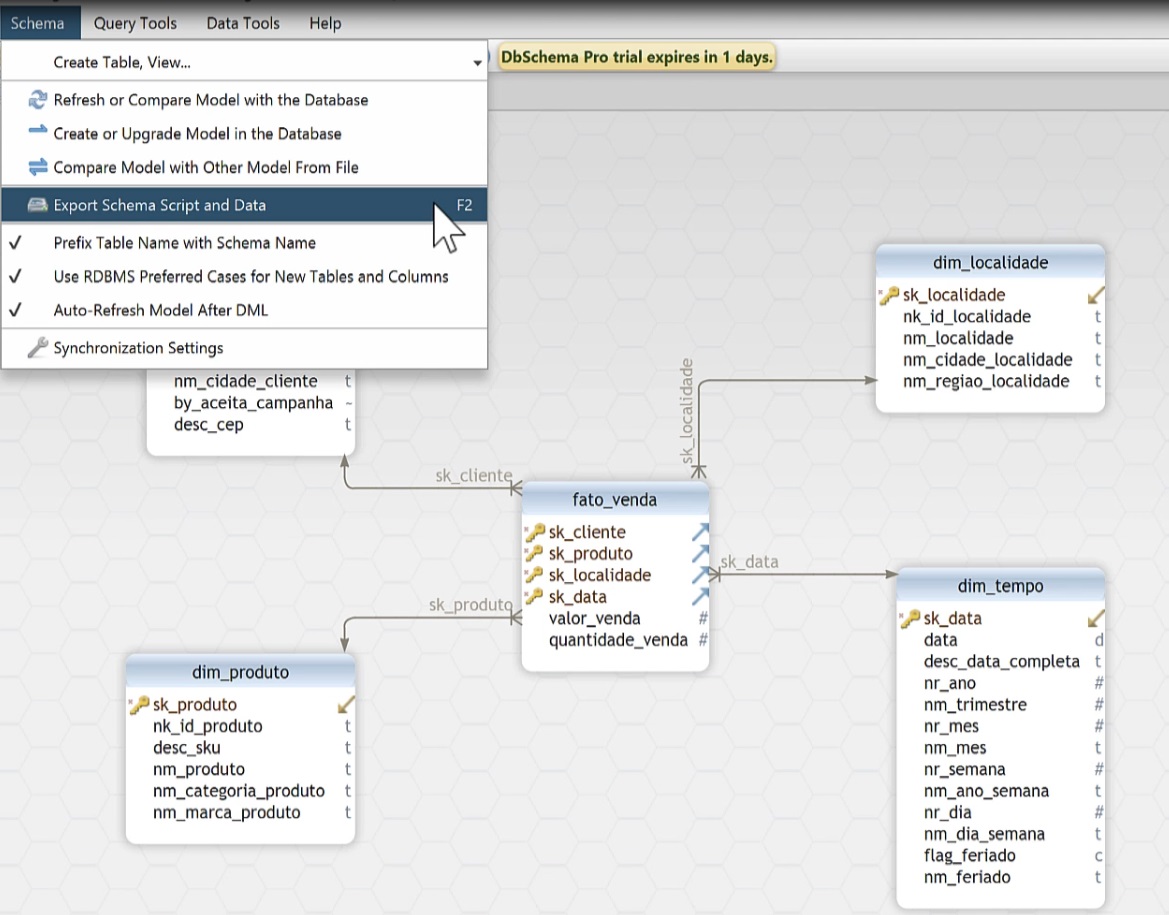 Schema Query Tools Data Tools Help
Create Table, View...
DbSchema Pro trial expires in 1 days.
Refresh or Compare Model with the Database
Create or Upgrade Model in the Database
Compare Model with Other Model From File
Export Schema Script and Data F2
Prefix Table Name with Schema Name
Use RDBMS Preferred Cases for New Tables and Columns
Auto-Refresh Model After DML
Synchronization Settings
nm_cidade_cliente t
by_aceita_campanha ~
desc_cep t
dim_localidade
sk_localidade
nk_id_localidade t
nm_localidade t
nm_cidade_localidade t
nm_regiao_localidade t
sk_localidade
sk_cliente
fato_venda
sk_cliente
sk_produto
sk_localidade
sk_data
valor_venda #
quantidade_venda #
sk_data
sk_produto
dim_produto
sk_produto
nk_id_produto t
desc_sku t
nm_produto t
nm_categoria_produto t
nm_marca_produto t
dim_tempo
sk_data
data d
desc_data_completa t
nr_ano #
nm_trimestre #
nr_mes #
nm_mes t
nr_semana #
nm_ano_semana t
nr_dia #
nm_dia_semana t
flag_feriado c
nm_feriado t